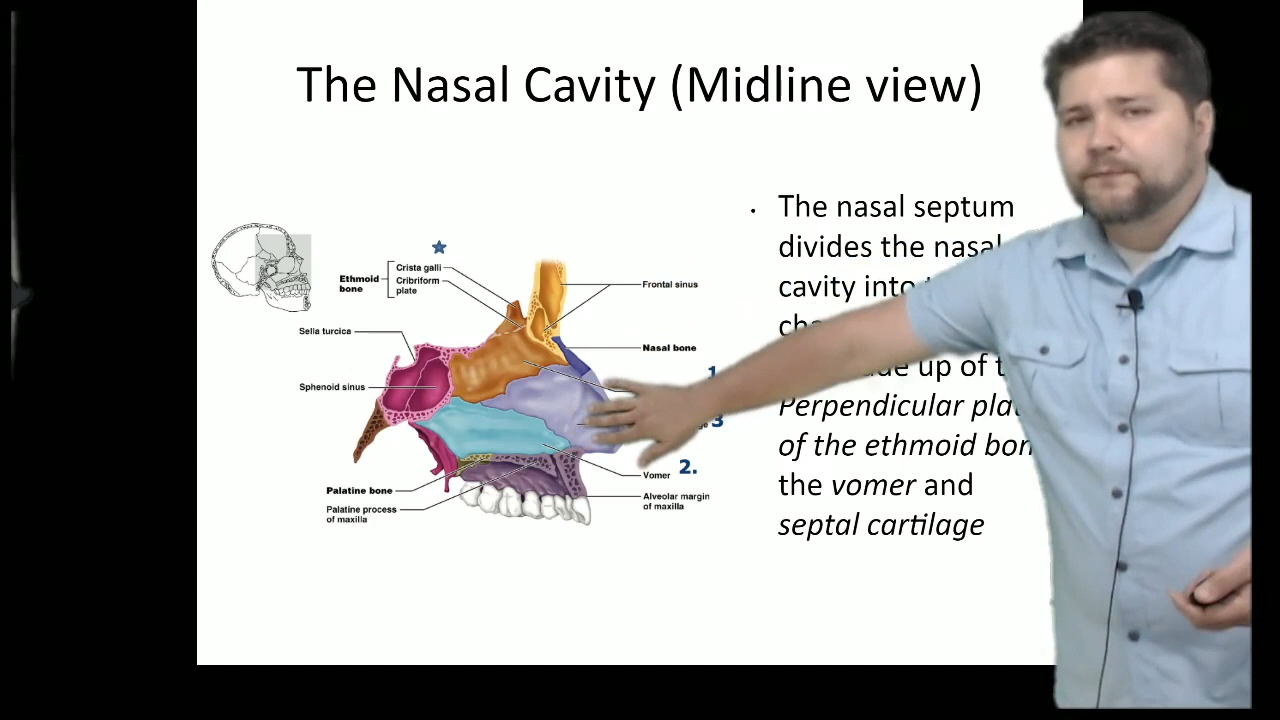 The Nasal Cavity (Midline view)
Crista galli
Ethmoid
bone
Cribriform
plate
Sella turcica
Sphenoid sinus
Palatine bone
Palatine process
of maxilla
Frontal sinus
Nasal bone
1
3
Vomer 2.
Alveolar margin
of maxilla
• The nasal septum
divides the nasal
cavity into
up of
Perpendicular
of the ethmoid
the vomer and
septal cartilage